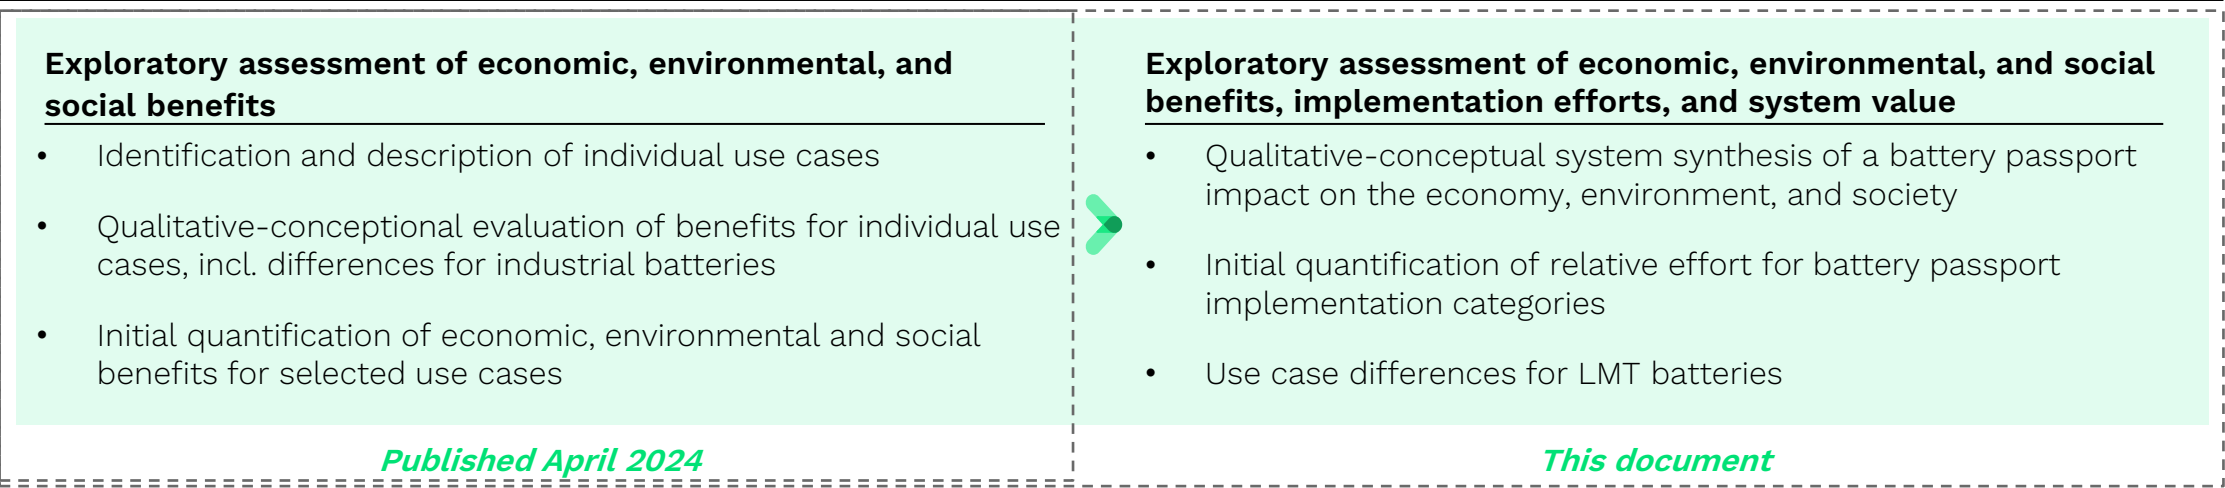 Exploratory assessment of economic, environmental, and
social benefits
• Identification and description of individual use cases
• Qualitative-conceptional evaluation of benefits for individual use
cases, incl. differences for industrial batteries
• Initial quantification of economic, environmental and social
benefits for selected use cases
Published April 2024
Exploratory assessment of economic, environmental, and social
benefits, implementation efforts, and system value
• Qualitative-conceptual system synthesis of a battery passport
impact on the economy, environment, and society
• Initial quantification of relative effort for battery passport
implementation categories
• Use case differences for LMT batteries
This document